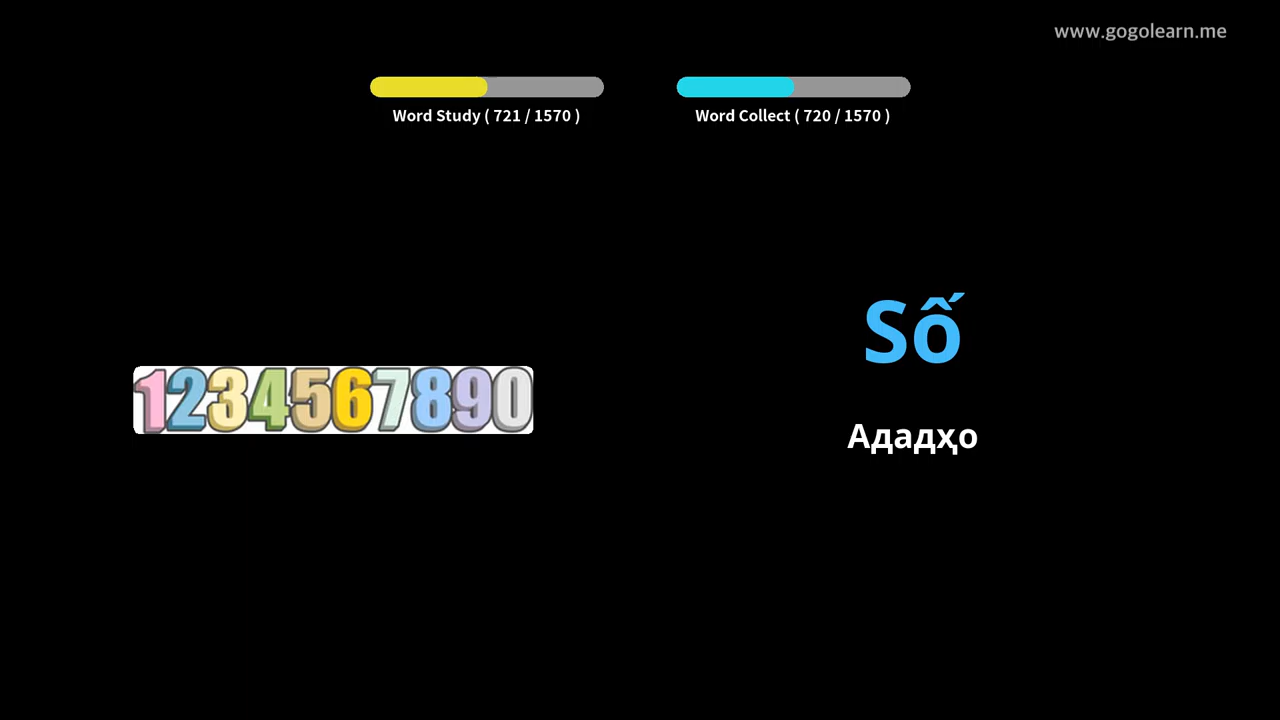 www.gogolearn.me
Word Study ( 721 / 1570 )
Word Collect ( 720 / 1570 )
1234567890
Số
Ададҳо